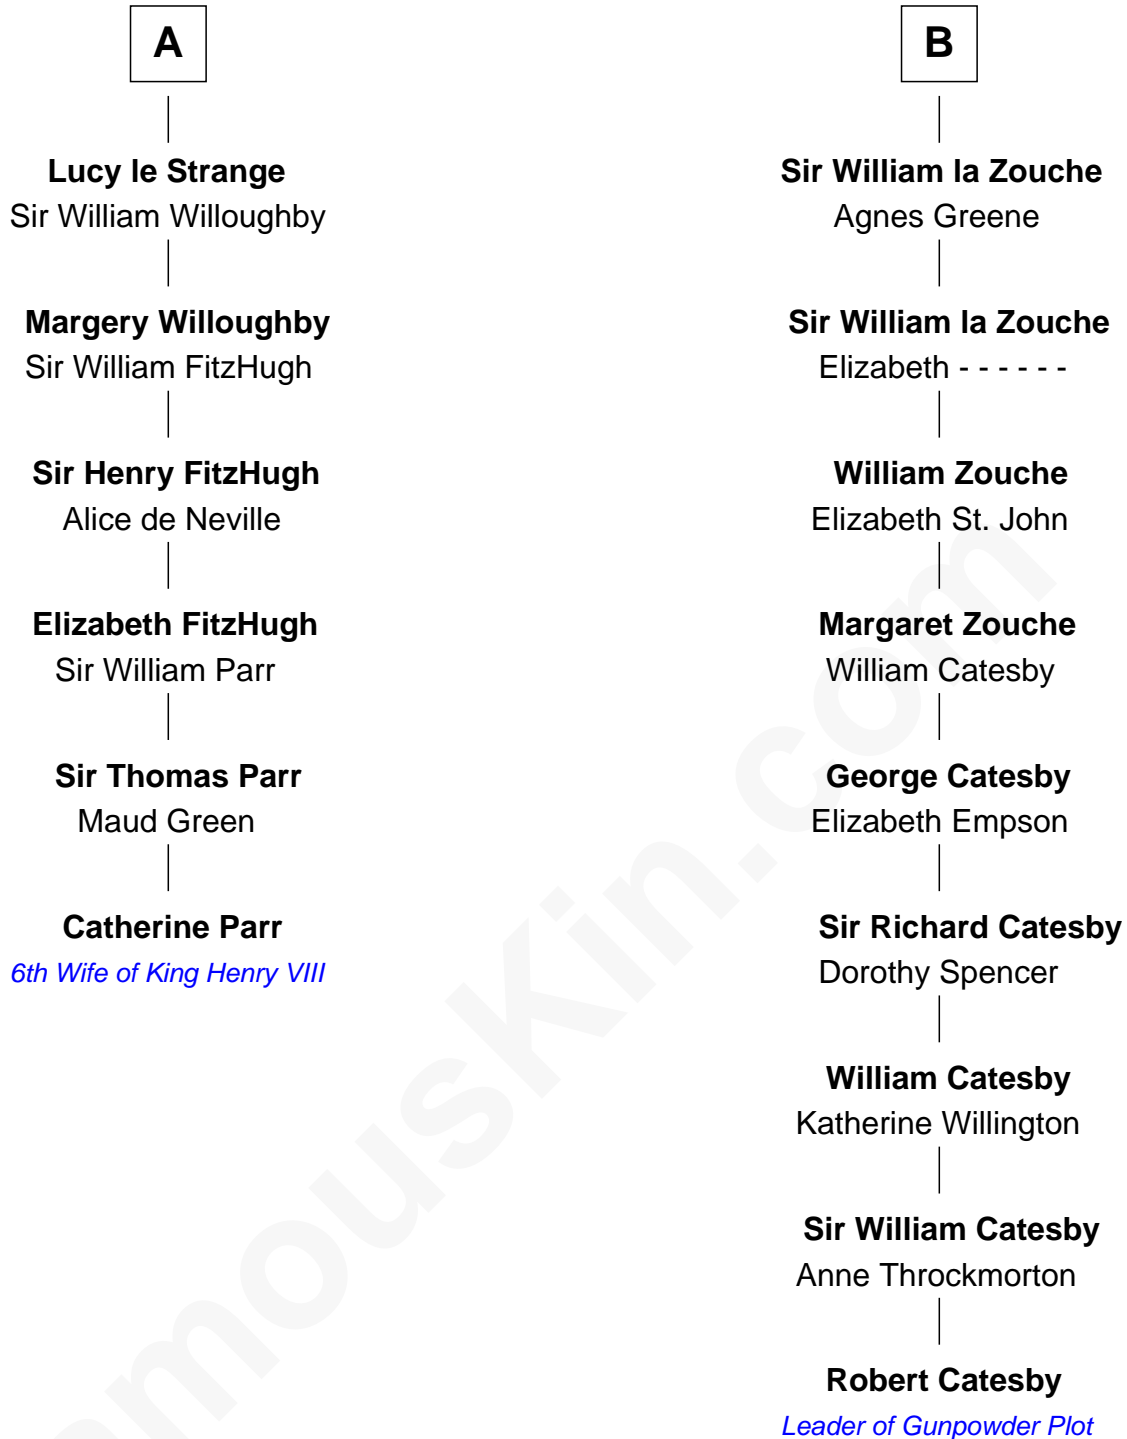 A
Lucy le Strange
Sir William Willoughby
Margery Willoughby
Sir William FitzHugh
Sir Henry FitzHugh
Alice de Neville
Elizabeth FitzHugh
Sir William Parr
Sir Thomas Parr
Maud Green
Catherine Parr
6th Wife of King Henry VIII
B
Sir William la Zouche
Agnes Greene
Sir William la Zouche
Elizabeth - - - - - -
William Zouche
Elizabeth St. John
Margaret Zouche
William Catesby
George Catesby
Elizabeth Empson
Sir Richard Catesby
Dorothy Spencer
William Catesby
Katherine Willington
Sir William Catesby
Anne Throckmorton
Robert Catesby
Leader of Gunpowder Plot
amouskin.com